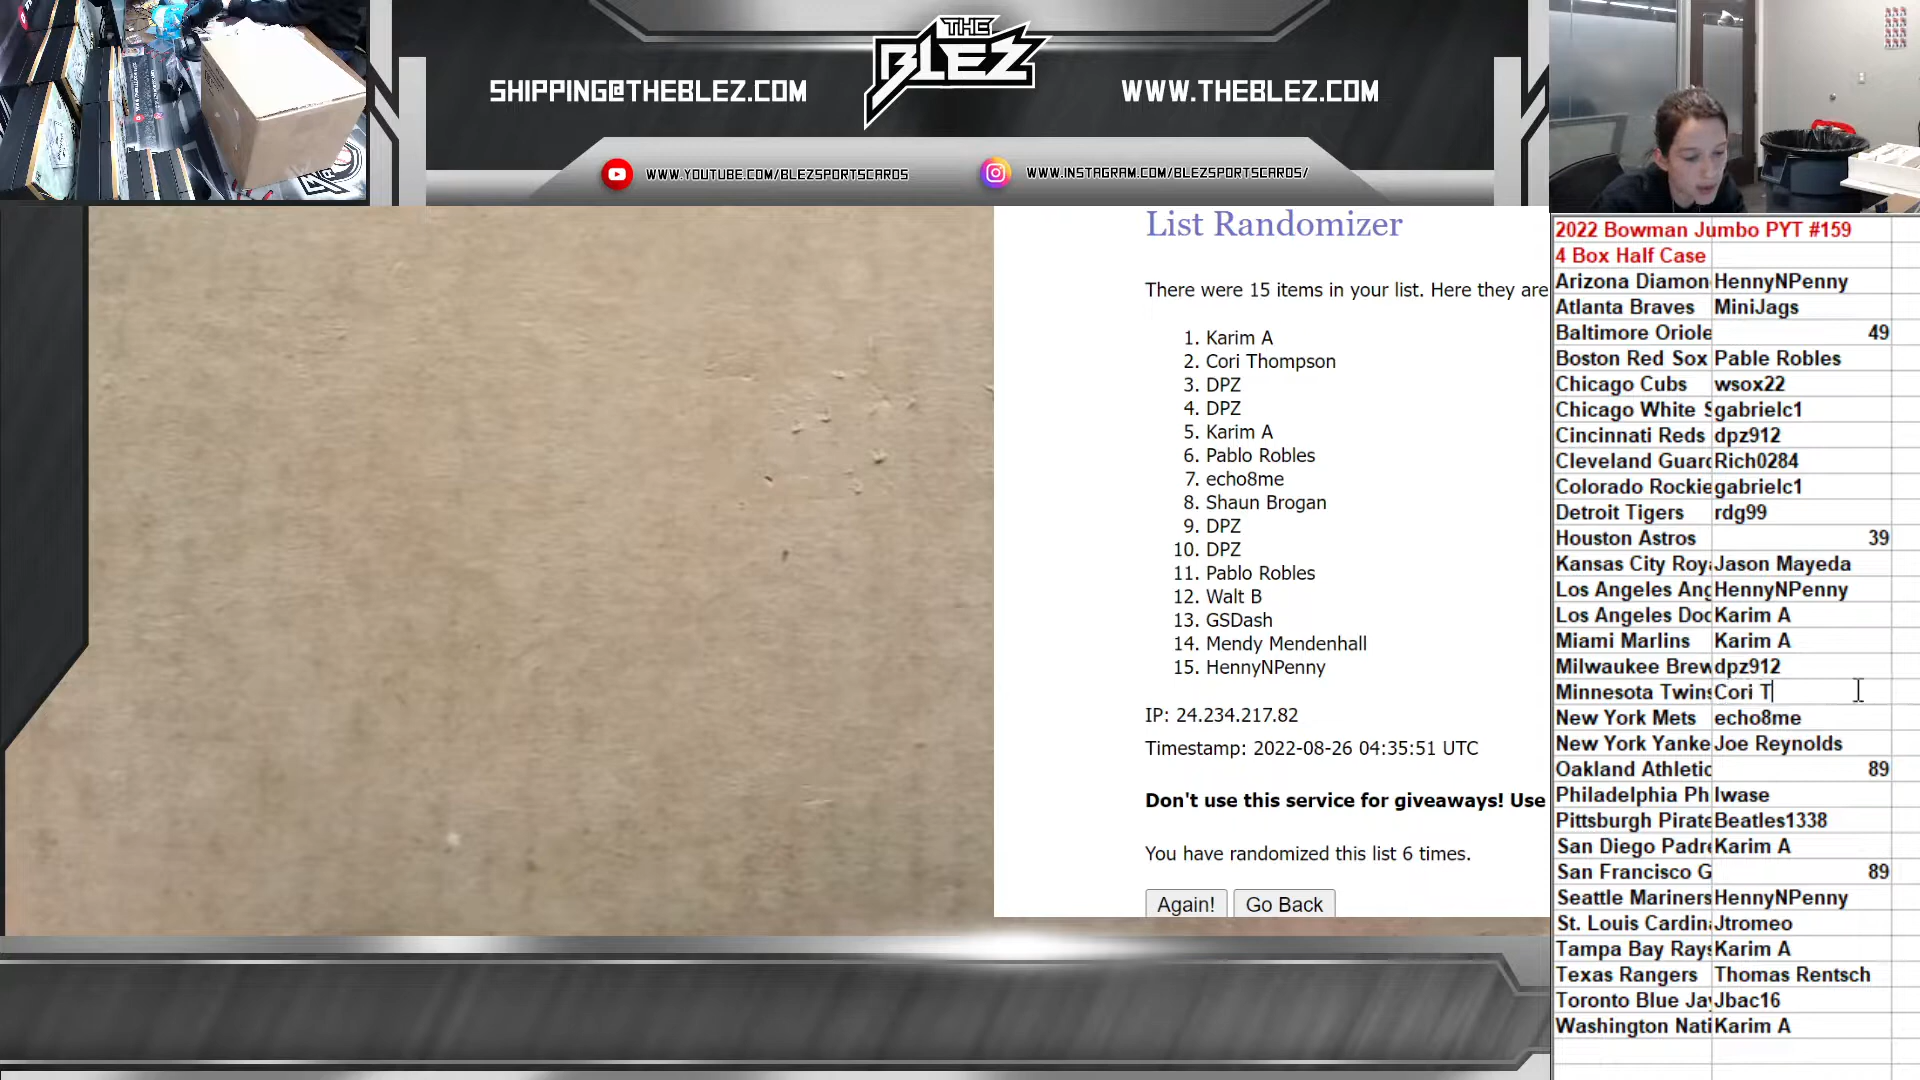 THE
BLEZ
SHIPPING@THEBLEZ.COM
WWW.THEBLEZ.COM
WWW.YOUTUBE.COM/BLEZSPORTSCARDS
WWW.INSTAGRAM.COM/BLEZSPORTSCARDS/
List Randomizer
There were 15 items in your list. Here they are
1. Karim A
2. Cori Thompson
3. DPZ
4. DPZ
5. Karim A
6. Pablo Robles
7. echo8me
8. Shaun Brogan
9. DPZ
10. DPZ
11. Pablo Robles
12. Walt B
13. GSDash
14. Mendy Mendenhall
15. HennyNPenny
IP: 24.234.217.82
Timestamp: 2022-08-26 04:35:51 UTC
Don't use this service for giveaways! Use
You have randomized this list 6 times.
Again! Go Back
2022 Bowman Jumbo PYT #159
4 Box Half Case
Arizona Diamon HennyNPenny
Atlanta Braves MiniJags
Baltimore Oriole 49
Boston Red Sox Pable Robles
Chicago Cubs wsox22
Chicago White S gabrielc1
Cincinnati Reds dpz912
Cleveland Guard Rich0284
Colorado Rockie gabrielc1
Detroit Tigers rdg99
Houston Astros 39
Kansas City Roya Jason Mayeda
Los Angeles Ang HennyNPenny
Los Angeles Doc Karim A
Miami Marlins Karim A
Milwaukee Brew dpz912
Minnesota Twins Cori T
New York Mets echo8me
New York Yanke Joe Reynolds
Oakland Athletic 89
Philadelphia Ph Iwase
Pittsburgh Pirate Beatles1338
San Diego Padre Karim A
San Francisco G 89
Seattle Mariners HennyNPenny
St. Louis Cardina Jtromeo
Tampa Bay Rays Karim A
Texas Rangers Thomas Rentsch
Toronto Blue Jay Jbac16
Washington Nati Karim A